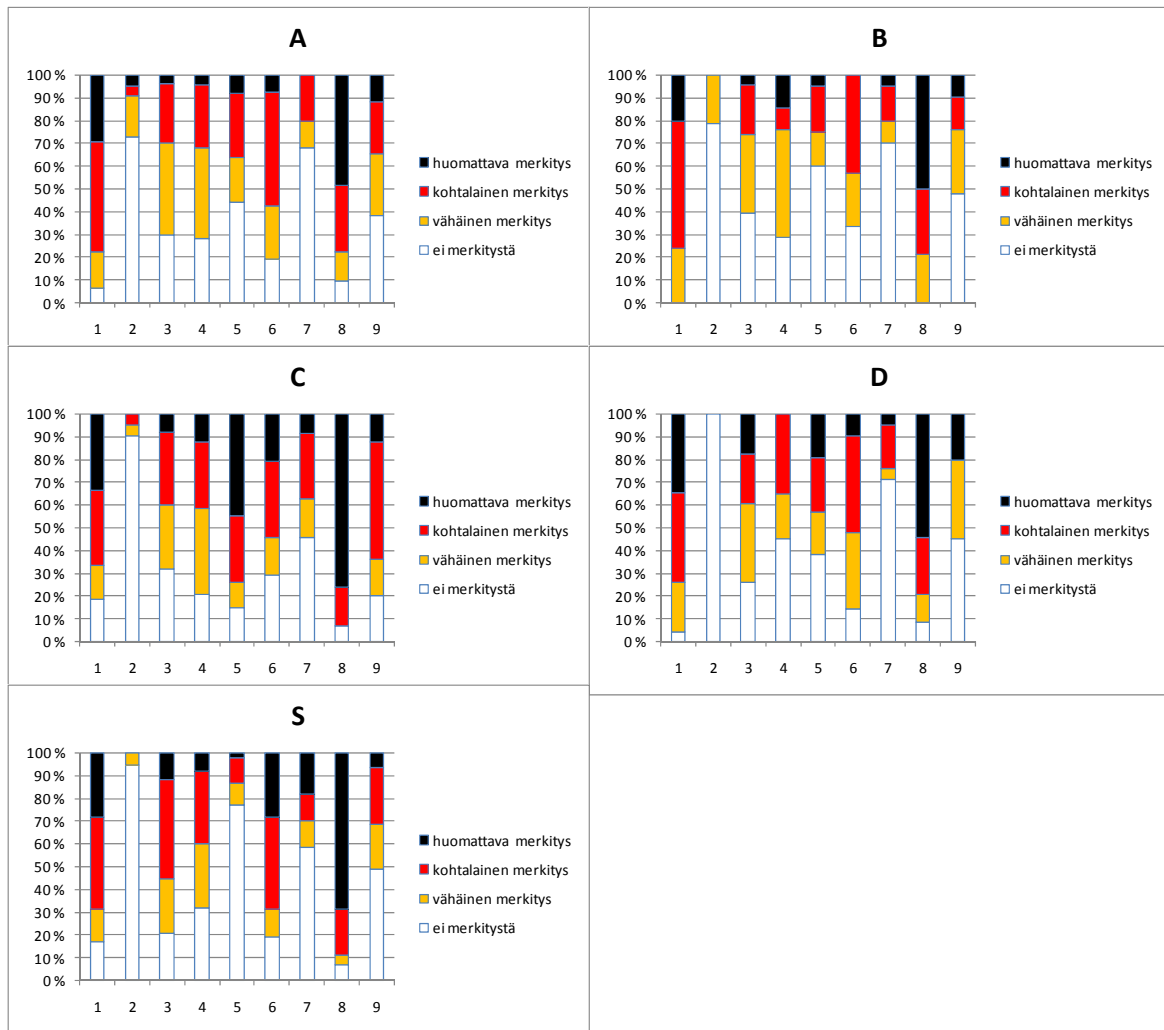 A
100 %
90 %
80 %
70 %
60 %
50 %
40 %
30 %
20 %
10 %
0 %
1 2 3 4 5 6 7 8 9
huomattava merkitys
kohtalainen merkitys
vähäinen merkitys
ei merkitystä
B
100 %
90 %
80 %
70 %
60 %
50 %
40 %
30 %
20 %
10 %
0 %
1 2 3 4 5 6 7 8 9
huomattava merkitys
kohtalainen merkitys
vähäinen merkitys
ei merkitystä
C
100 %
90 %
80 %
70 %
60 %
50 %
40 %
30 %
20 %
10 %
0 %
1 2 3 4 5 6 7 8 9
huomattava merkitys
kohtalainen merkitys
vähäinen merkitys
ei merkitystä
D
100 %
90 %
80 %
70 %
60 %
50 %
40 %
30 %
20 %
10 %
0 %
1 2 3 4 5 6 7 8 9
huomattava merkitys
kohtalainen merkitys
vähäinen merkitys
ei merkitystä
S
100 %
90 %
80 %
70 %
60 %
50 %
40 %
30 %
20 %
10 %
0 %
1 2 3 4 5 6 7 8 9
huomattava merkitys
kohtalainen merkitys
vähäinen merkitys
ei merkitystä